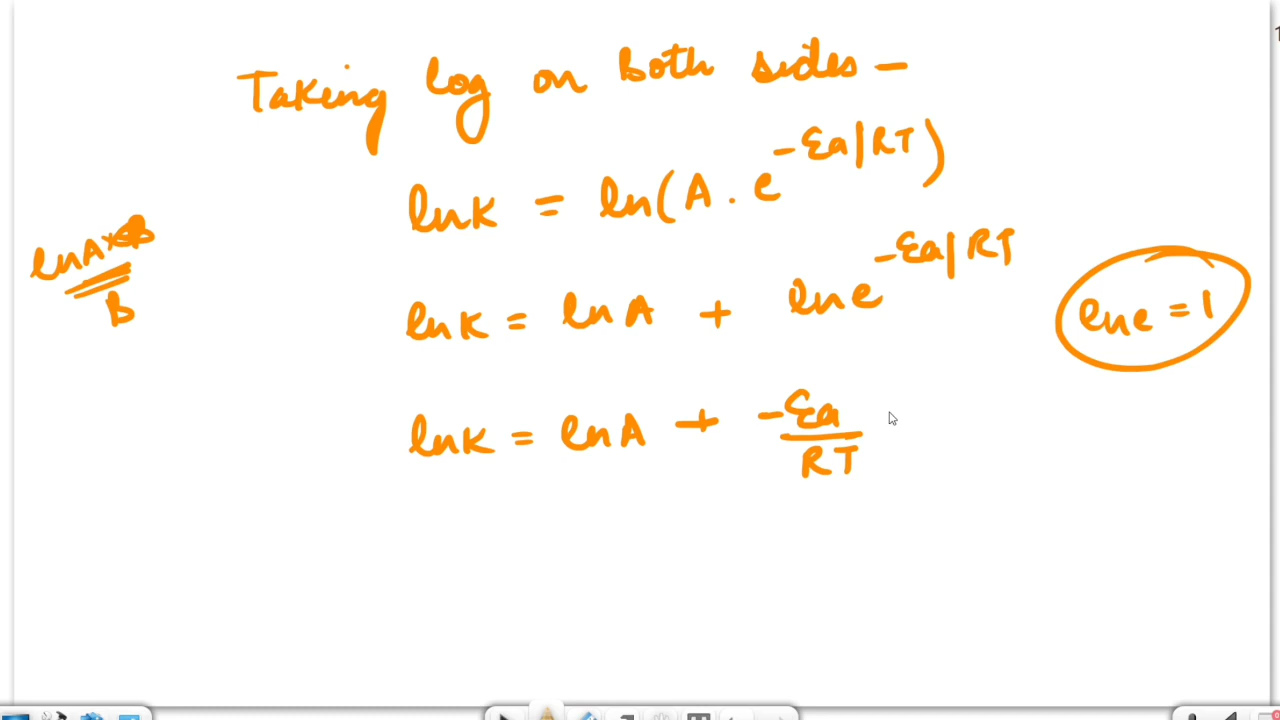 Taking log on Both sides –
lnK = ln(A . e^-Ea/RT)
lnA×
B
lnK = lnA + lne^-Ea/RT
lne = 1
lnK = lnA + -Ea/RT